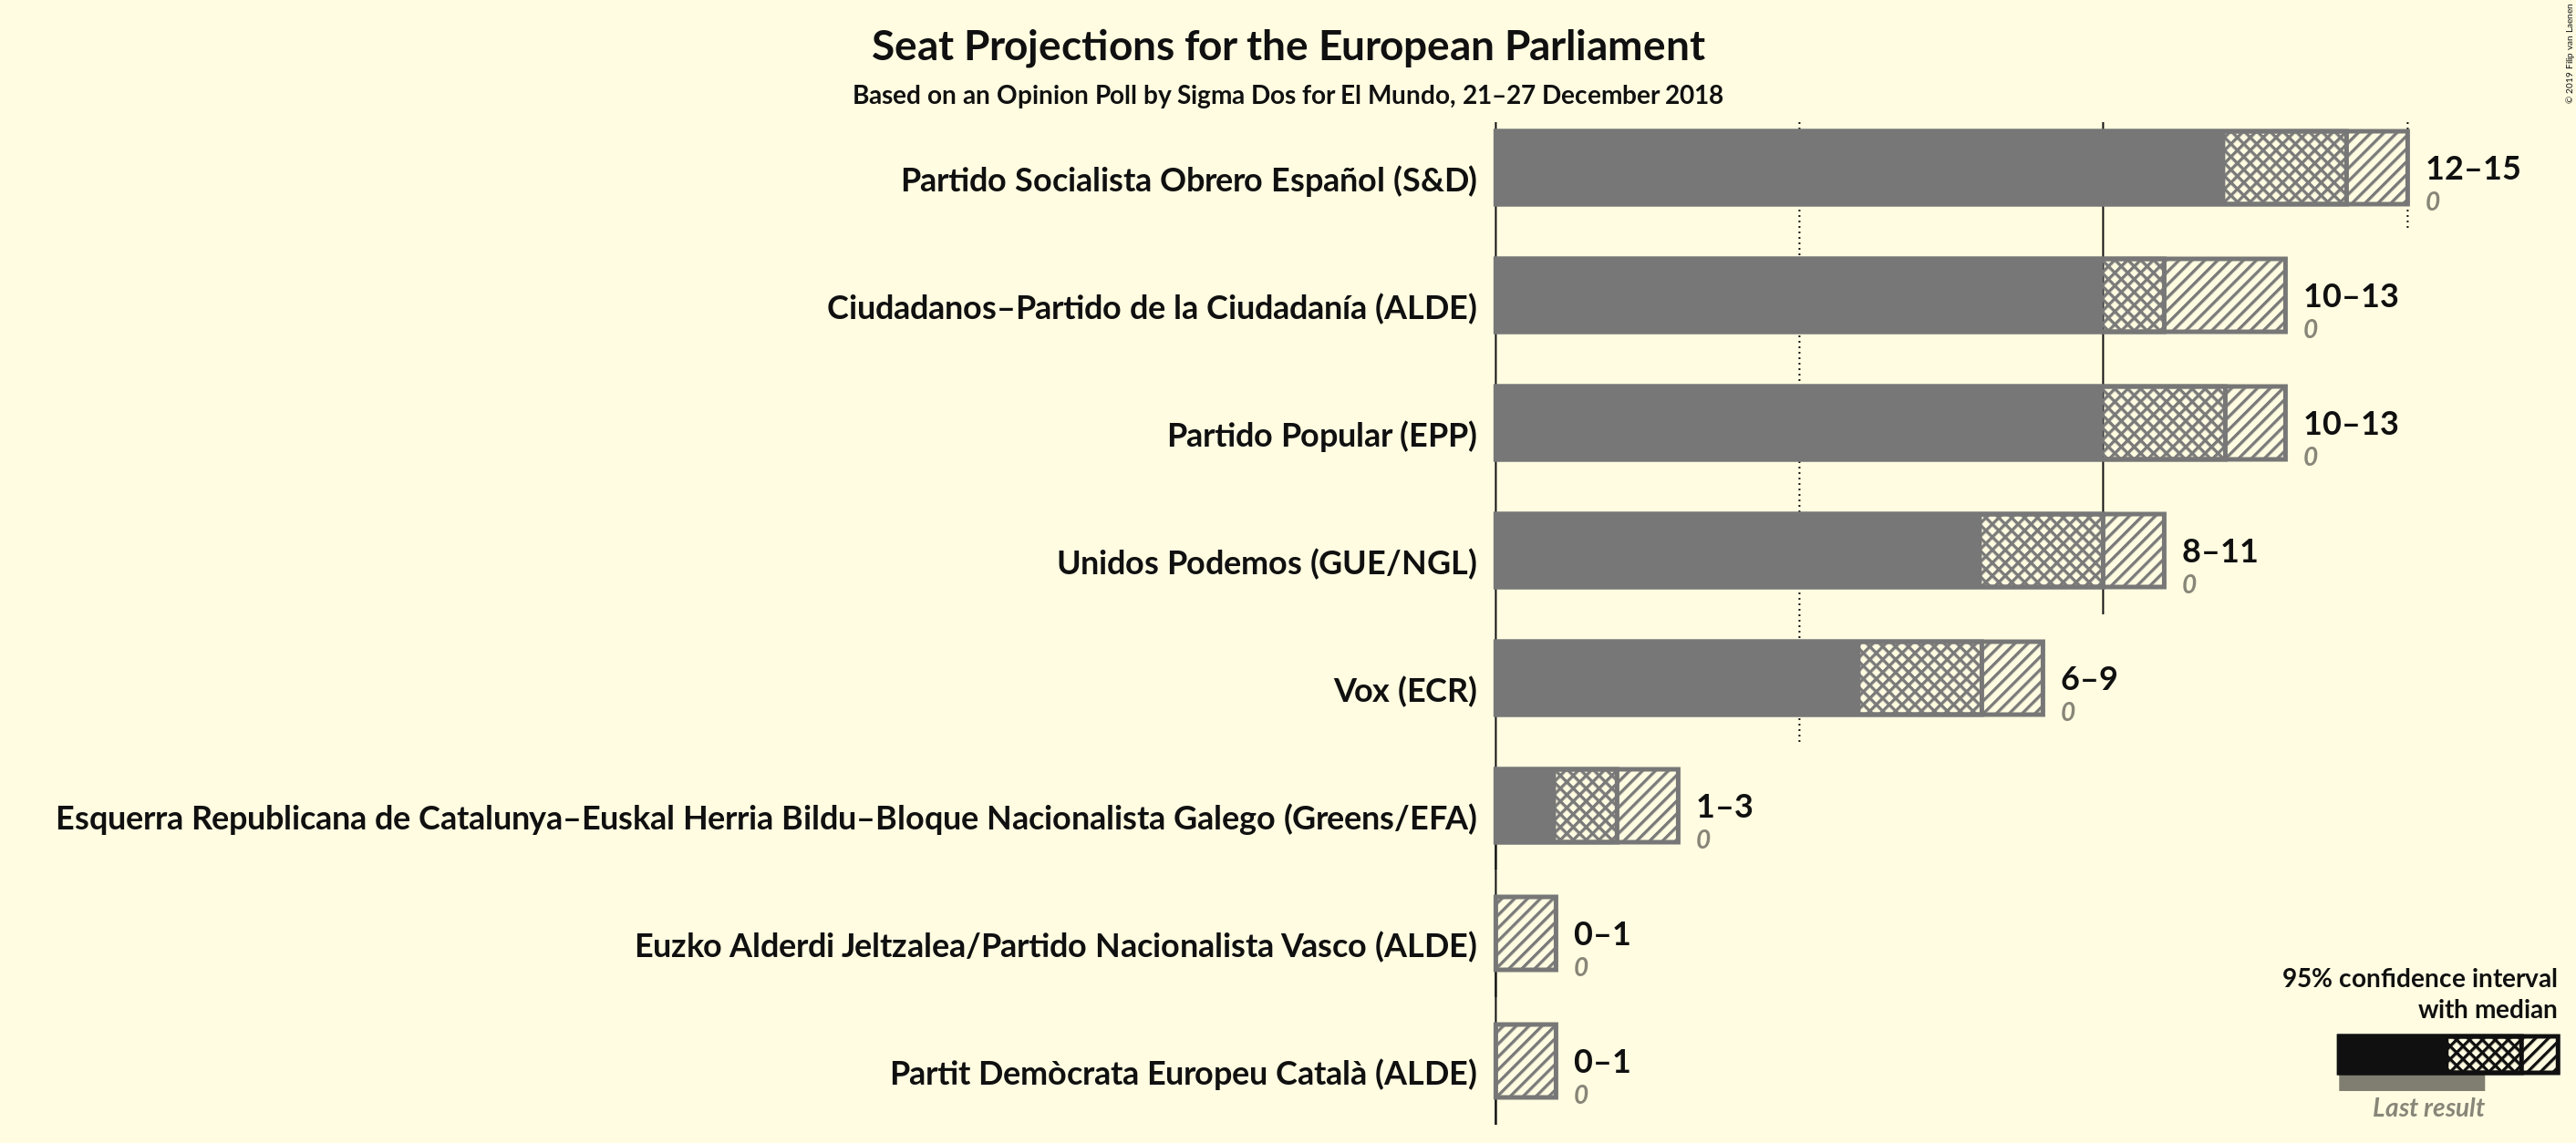 Seat Projections for the European Parliament
Based on an Opinion Poll by Sigma Dos for El Mundo, 21–27 December 2018
© 2019 Filip van Laenen
Partido Socialista Obrero Español (S&D)
12–15
0
Ciudadanos–Partido de la Ciudadanía (ALDE)
10–13
0
Partido Popular (EPP)
10–13
0
Unidos Podemos (GUE/NGL)
8–11
0
Vox (ECR)
6–9
0
Esquerra Republicana de Catalunya–Euskal Herria Bildu–Bloque Nacionalista Galego (Greens/EFA)
1–3
0
Euzko Alderdi Jeltzalea/Partido Nacionalista Vasco (ALDE)
0–1
0
Partit Demòcrata Europeu Català (ALDE)
0–1
0
95% confidence interval
with median
Last result